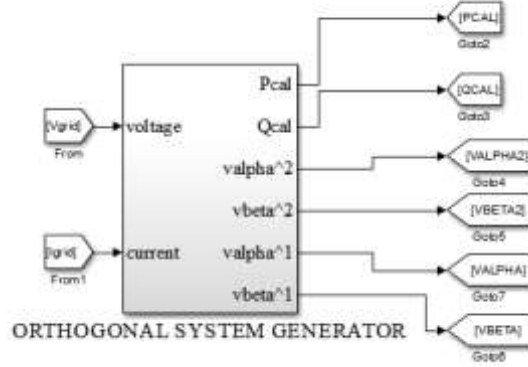 [PCAL]
Goto2
Pcal
[QCAL]
Goto3
Qcal
[Vgrid]
From
voltage
valpha^2
[VALPHA2]
Goto4
vbeta^2
[VBETA2]
Goto5
[Igrid]
From1
current
valpha^1
[VALPHA]
Goto7
vbeta^1
[VBETA]
Goto6
ORTHOGONAL SYSTEM GENERATOR